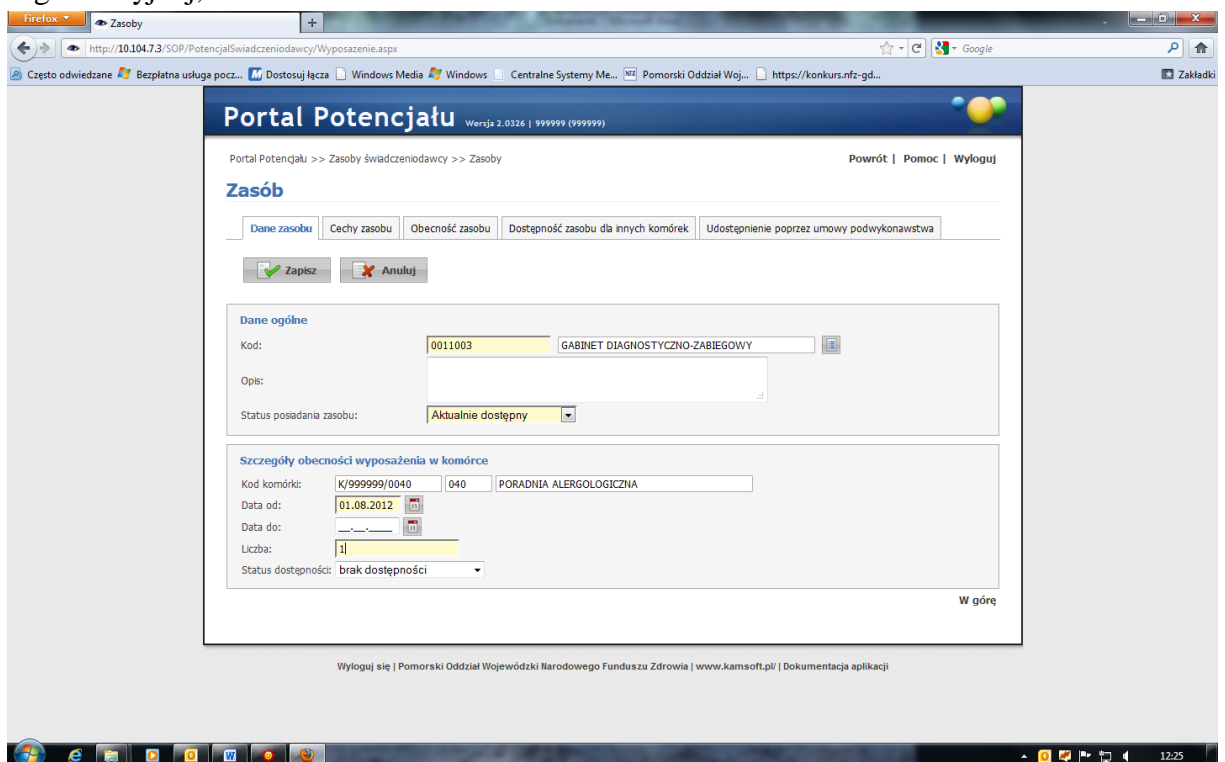 Firefox
Zasoby
http://10.104.7.3/SOP/PotencjalSwiadczeniodawcy/Wyposazenie.aspx
Google
Często odwiedzane Bezpłatna usługa pocz... Dostosuj łącza Windows Media Windows Centralne Systemy Me... Pomorski Oddział Woj... https://konkurs.nfz-gd... Zakładki
Portal Potencjału Wersja 2.0326 | 999999 (999999)
Portal Potencjału >> Zasoby świadczeniodawcy >> Zasoby Powrót | Pomoc | Wyloguj
Zasób
Dane zasobu Cechy zasobu Obecność zasobu Dostępność zasobu dla innych komórek Udostępnienie poprzez umowy podwykonawstwa
Zapisz Anuluj
Dane ogólne
Kod: 0011003 GABINET DIAGNOSTYCZNO-ZABIEGOWY
Opis:
Status posiadania zasobu: Aktualnie dostępny
Szczegóły obecności wyposażenia w komórce
Kod komórki: K/999999/0040 040 PORADNIA ALERGOLOGICZNA
Data od: 01.08.2012
Data do: __.__.____
Liczba: 1
Status dostępności: brak dostępności
W górę
Wyloguj się | Pomorski Oddział Wojewódzki Narodowego Funduszu Zdrowia | www.kamsoft.pl/ | Dokumentacja aplikacji
12:25